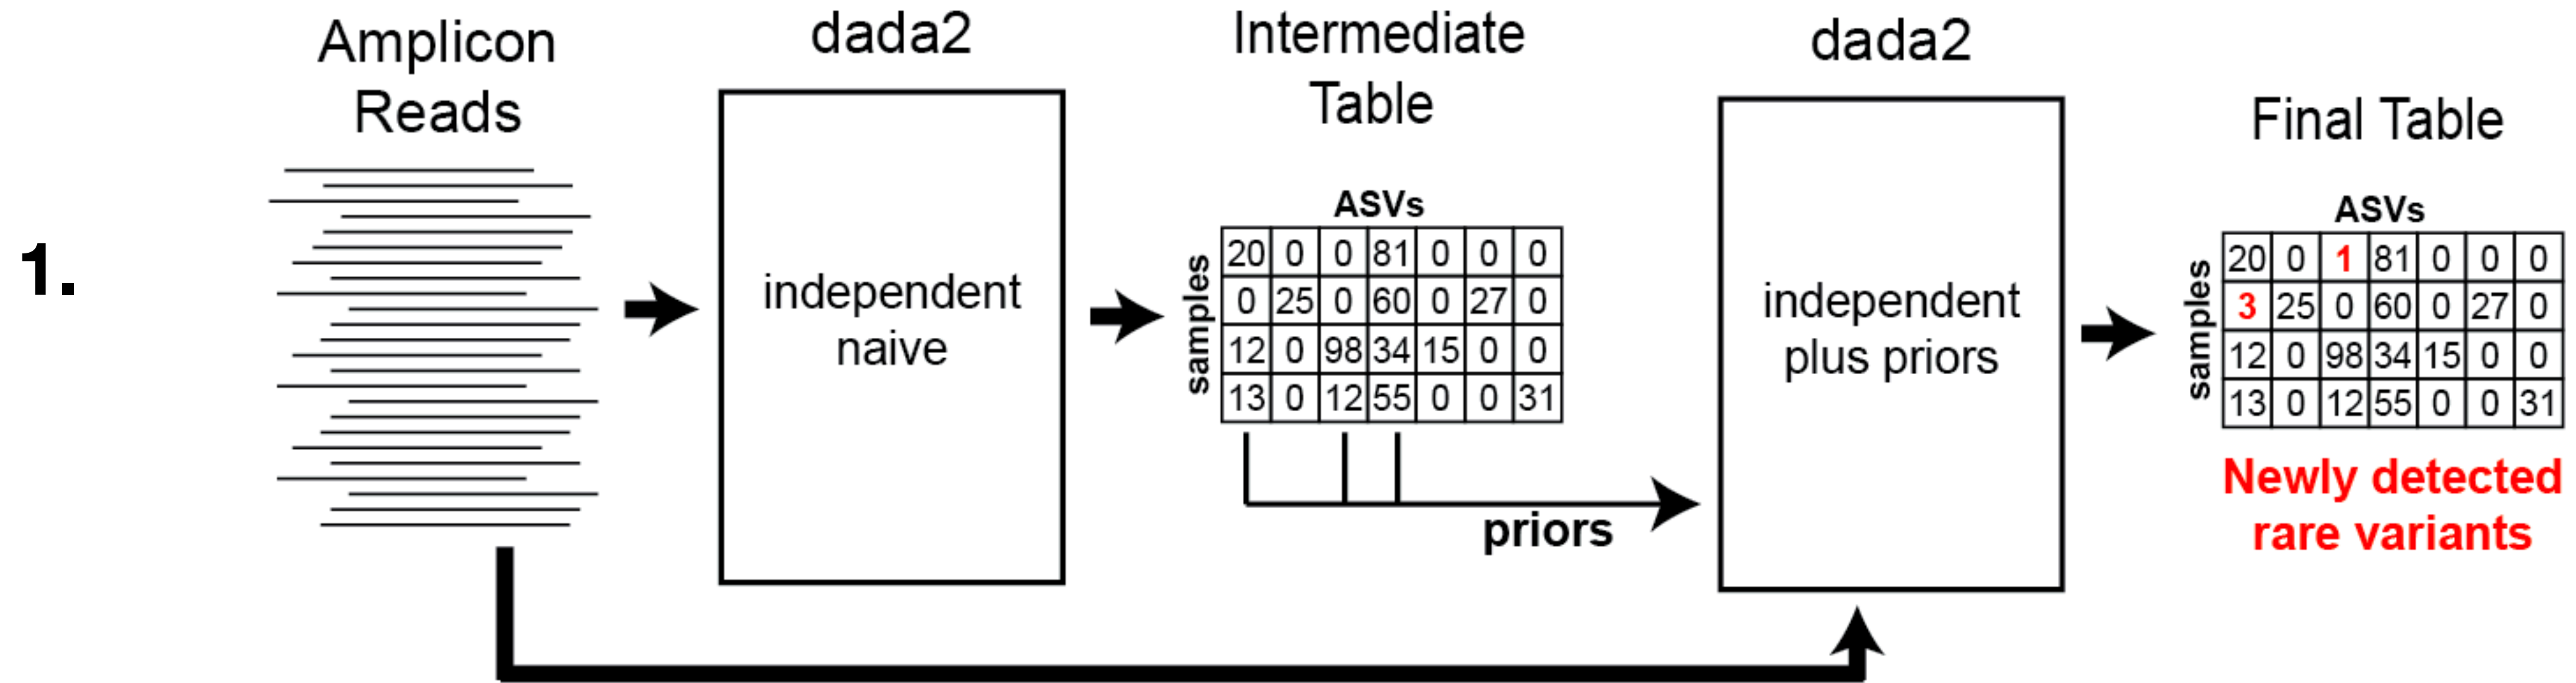 1.
Amplicon
Reads
dada2
independent
naive
Intermediate
Table
ASVs
samples
20 0 0 81 0 0 0
0 25 0 60 0 27 0
12 0 98 34 15 0 0
13 0 12 55 0 0 31
priors
dada2
independent
plus priors
Final Table
ASVs
samples
20 0 1 81 0 0 0
3 25 0 60 0 27 0
12 0 98 34 15 0 0
13 0 12 55 0 0 31
Newly detected
rare variants